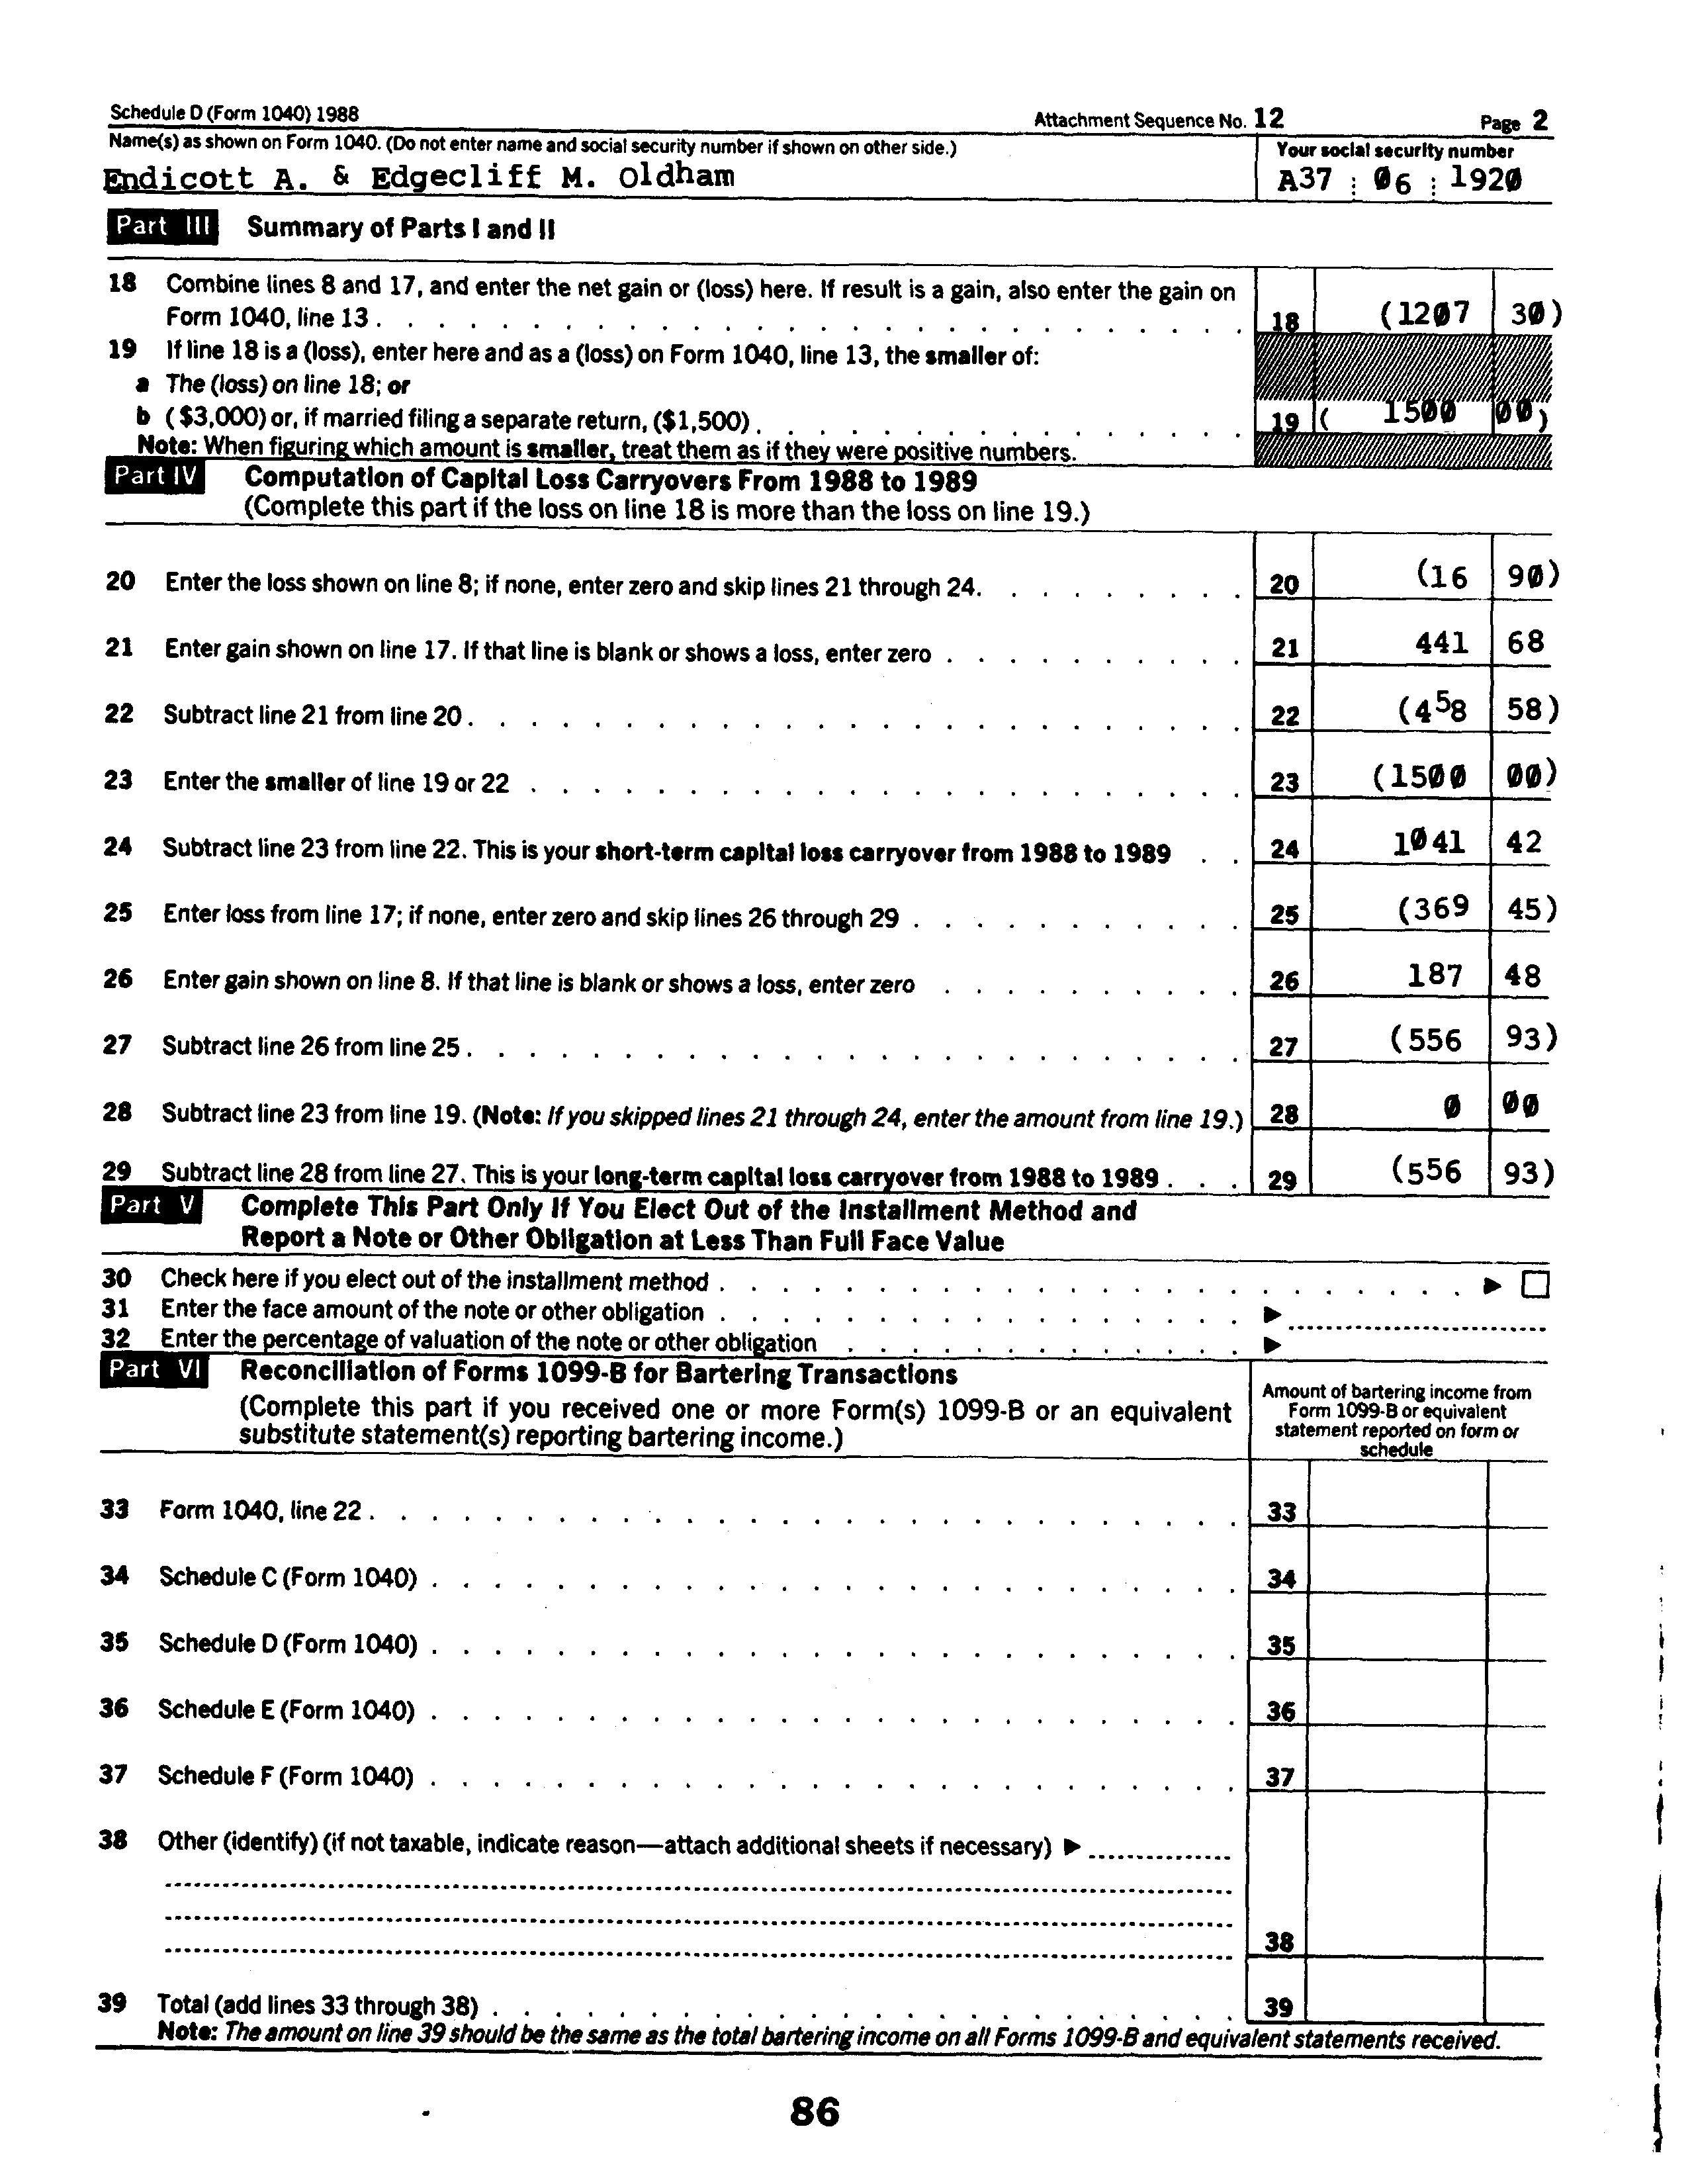 Schedule D (Form 1040) 1988 Attachment Sequence No. 12 Page 2
Name(s) as shown on Form 1040. (Do not enter name and social security number if shown on other side.) Your social security number
Endicott A. & Edgecliff M. Oldham A37 06 1920
Part III Summary of Parts I and II
18 Combine lines 8 and 17, and enter the net gain or (loss) here. If result is a gain, also enter the gain on
Form 1040, line 13 . 18 (1207 30)
19 If line 18 is a (loss), enter here and as a (loss) on Form 1040, line 13, the smaller of:
a The (loss) on line 18; or
b ($3,000) or, if married filing a separate return, ($1,500) . 19 ( 1500 00)
Note: When figuring which amount is smaller, treat them as if they were positive numbers.
Part IV Computation of Capital Loss Carryovers From 1988 to 1989
(Complete this part if the loss on line 18 is more than the loss on line 19.)
20 Enter the loss shown on line 8; if none, enter zero and skip lines 21 through 24. 20 (16 90)
21 Enter gain shown on line 17. If that line is blank or shows a loss, enter zero . 21 441 68
22 Subtract line 21 from line 20 . 22 (458 58)
23 Enter the smaller of line 19 or 22 . 23 (1500 00)
24 Subtract line 23 from line 22. This is your short-term capital loss carryover from 1988 to 1989 . 24 1041 42
25 Enter loss from line 17; if none, enter zero and skip lines 26 through 29 . 25 (369 45)
26 Enter gain shown on line 8. If that line is blank or shows a loss, enter zero . 26 187 48
27 Subtract line 26 from line 25 . 27 (556 93)
28 Subtract line 23 from line 19. (Note: If you skipped lines 21 through 24, enter the amount from line 19.) 28 0 00
29 Subtract line 28 from line 27. This is your long-term capital loss carryover from 1988 to 1989 . 29 (556 93)
Part V Complete This Part Only If You Elect Out of the Installment Method and
Report a Note or Other Obligation at Less Than Full Face Value
30 Check here if you elect out of the installment method . ▶ ☐
31 Enter the face amount of the note or other obligation . ▶
32 Enter the percentage of valuation of the note or other obligation . ▶
Part VI Reconciliation of Forms 1099-B for Bartering Transactions
(Complete this part if you received one or more Form(s) 1099-B or an equivalent
substitute statement(s) reporting bartering income.)
Amount of bartering income from
Form 1099-B or equivalent
statement reported on form or
schedule
33 Form 1040, line 22 . 33
34 Schedule C (Form 1040) . 34
35 Schedule D (Form 1040) . 35
36 Schedule E (Form 1040) . 36
37 Schedule F (Form 1040) . 37
38 Other (identify) (if not taxable, indicate reason—attach additional sheets if necessary) ▶
38
39 Total (add lines 33 through 38) . 39
Note: The amount on line 39 should be the same as the total bartering income on all Forms 1099-B and equivalent statements received.
86